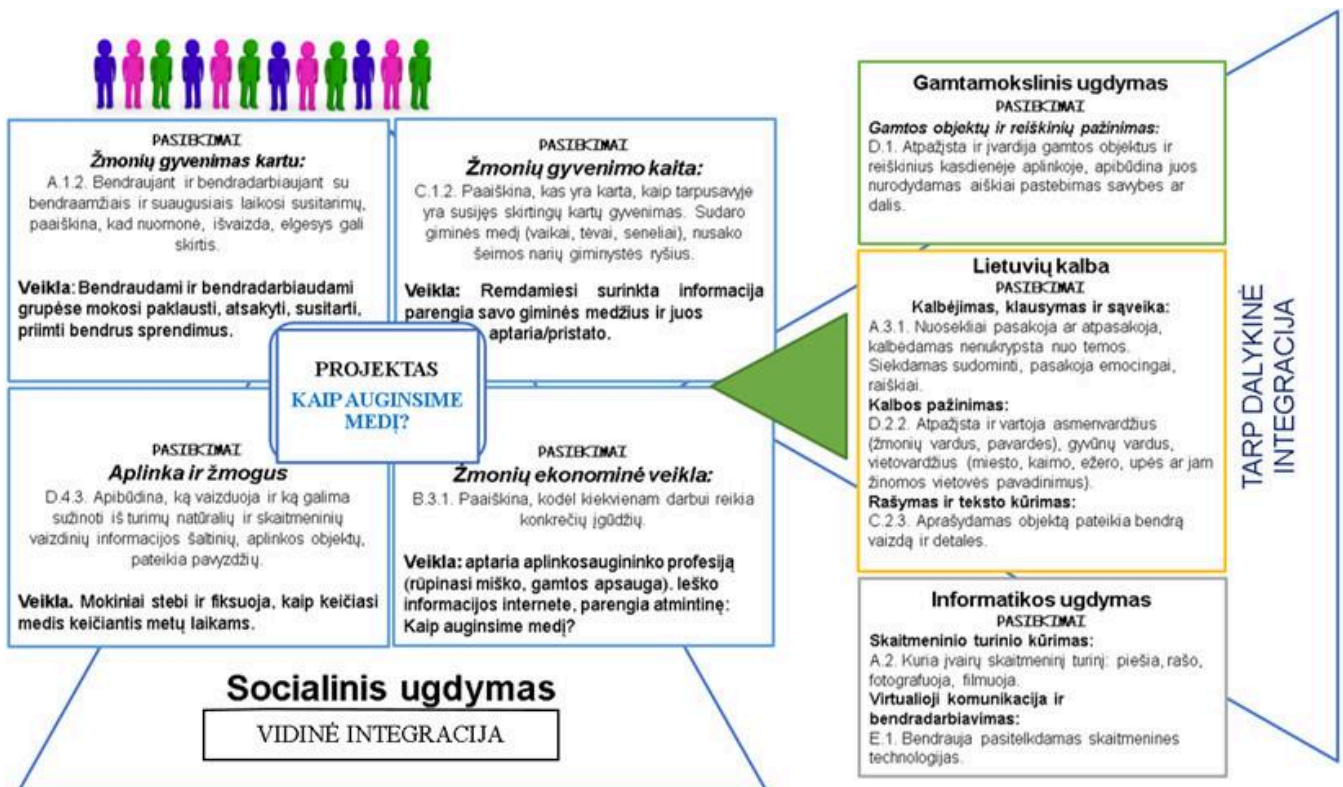 PASIEKIMAI
Žmonių gyvenimas kartu:
A.1.2. Bendraujant ir bendradarbiaujant su
bendraamžiais ir suaugusiais laikosi susitarimų,
paaiškina, kad nuomonė, išvaizda, elgesys gali
skirtis.
Veikla: Bendraudami ir bendradarbiaudami
grupėse mokosi paklausti, atsakyti, susitarti,
priimti bendrus sprendimus.
PASIEKIMAI
Žmonių gyvenimo kaita:
C.1.2. Paaiškina, kas yra karta, kaip tarpusavyje
yra susijęs skirtingų kartų gyvenimas. Sudaro
giminės medį (vaikai, tėvai, seneliai), nusako
šeimos narių giminystės ryšius.
Veikla: Remdamiesi surinkta informacija
parengia savo giminės medžius ir juos
aptaria/pristato.
PROJEKTAS
KAIP AUGINSIME
MEDĮ?
PASIEKIMAI
Aplinka ir žmogus
D.4.3. Apibūdina, ką vaizduoja ir ką galima
sužinoti iš turimų natūralių ir skaitmeninių
vaizdinių informacijos šaltinių, aplinkos objektų,
pateikia pavyzdžių.
Veikla. Mokiniai stebi ir fiksuoja, kaip keičiasi
medis keičiantis metų laikams.
PASIEKIMAI
Žmonių ekonominė veikla:
B.3.1. Paaiškina, kodėl kiekvienam darbui reikia
konkrečių įgūdžių.
Veikla: aptaria aplinkosaugininko profesiją
(rūpinasi miško, gamtos apsauga). Ieško
informacijos internete, parengia atmintinę:
Kaip auginsime medį?
Socialinis ugdymas
VIDINĖ INTEGRACIJA
Gamtamokslinis ugdymas
PASIEKIMAI
Gamtos objektų ir reiškinių pažinimas:
D.1. Atpažįsta ir įvardija gamtos objektus ir
reiškinius kasdienėje aplinkoje, apibūdina juos
nurodydamas aiškiai pastebimas savybes ar
dalis.
Lietuvių kalba
PASIEKIMAI
Kalbėjimas, klausymas ir sąveika:
A.3.1. Nuosekliai pasakoja ar atpasakoja,
kalbėdamas nenukrypsta nuo temos.
Siekdamas sudominti, pasakoja emocingai,
raiškiai.
Kalbos pažinimas:
D.2.2. Atpažįsta ir vartoja asmenvardžius
(žmonių vardus, pavardes), gyvūnų vardus,
vietovardžius (miesto, kaimo, ežero, upės ar jam
žinomos vietovės pavadinimus).
Rašymas ir teksto kūrimas:
C.2.3. Aprašydamas objektą pateikia bendrą
vaizdą ir detales.
Informatikos ugdymas
PASIEKIMAI
Skaitmeninio turinio kūrimas:
A.2. Kuria įvairų skaitmeninį turinį: piešia, rašo,
fotografuoja, filmuoja.
Virtualioji komunikacija ir
bendradarbiavimas:
E.1. Bendrauja pasitelkdamas skaitmenines
technologijas.
TARP DALYKINĖ
INTEGRACIJA